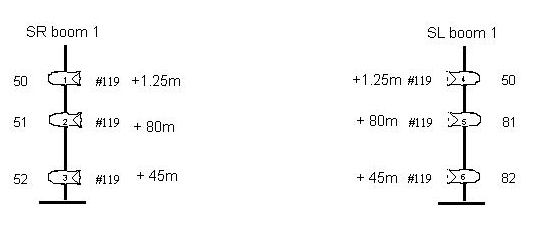 SR boom 1
SL boom 1
50 1 #119 +1.25m
+1.25m #119 4 50
51 2 #119 + 80m
+ 80m #119 5 81
52 3 #119 + 45m
+ 45m #119 6 82